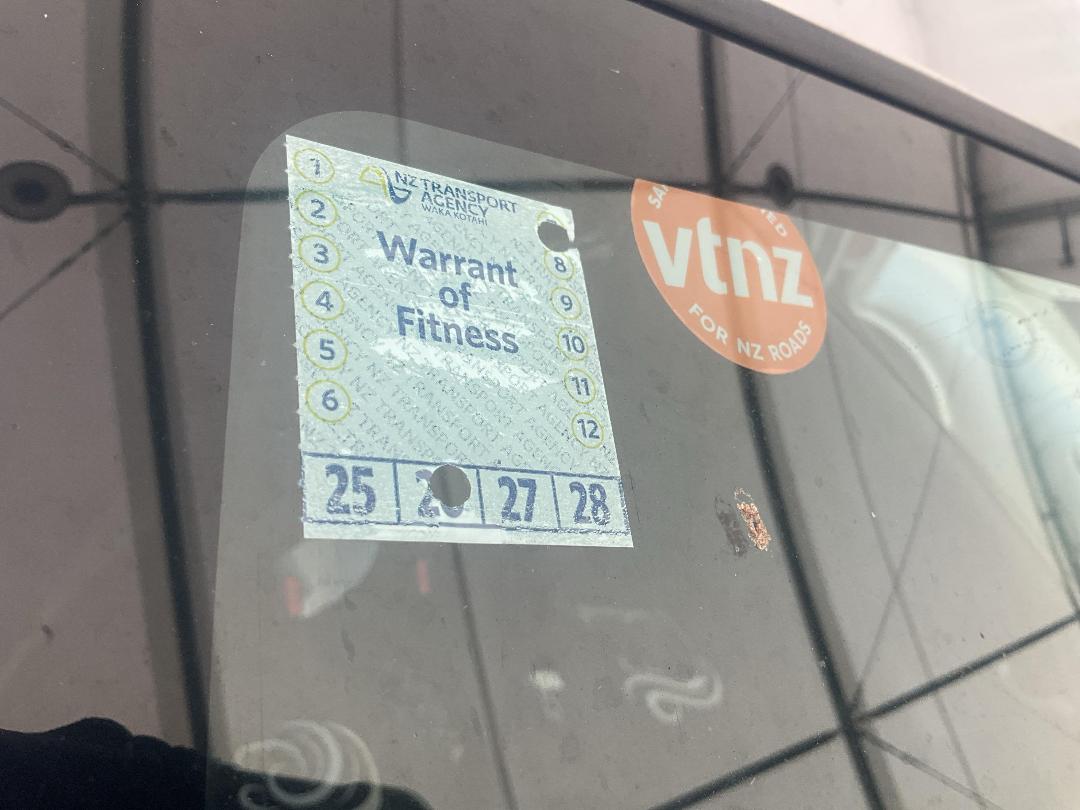 1
2
3
4
5
6
NZ TRANSPORT
AGENCY
WAKA KOTAHI
Warrant
of
Fitness
8
9
10
11
12
25
27
28
vtnz
FOR NZ ROADS